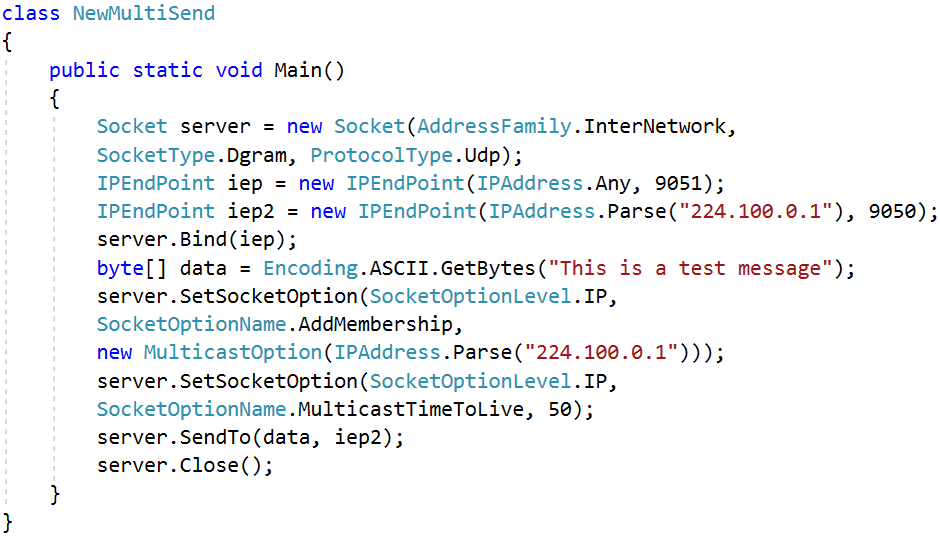 class NewMultiSend
{
    public static void Main()
    {
        Socket server = new Socket(AddressFamily.InterNetwork,
        SocketType.Dgram, ProtocolType.Udp);
        IPEndPoint iep = new IPEndPoint(IPAddress.Any, 9051);
        IPEndPoint iep2 = new IPEndPoint(IPAddress.Parse("224.100.0.1"), 9050);
        server.Bind(iep);
        byte[] data = Encoding.ASCII.GetBytes("This is a test message");
        server.SetSocketOption(SocketOptionLevel.IP,
        SocketOptionName.AddMembership,
        new MulticastOption(IPAddress.Parse("224.100.0.1")));
        server.SetSocketOption(SocketOptionLevel.IP,
        SocketOptionName.MulticastTimeToLive, 50);
        server.SendTo(data, iep2);
        server.Close();
    }
}